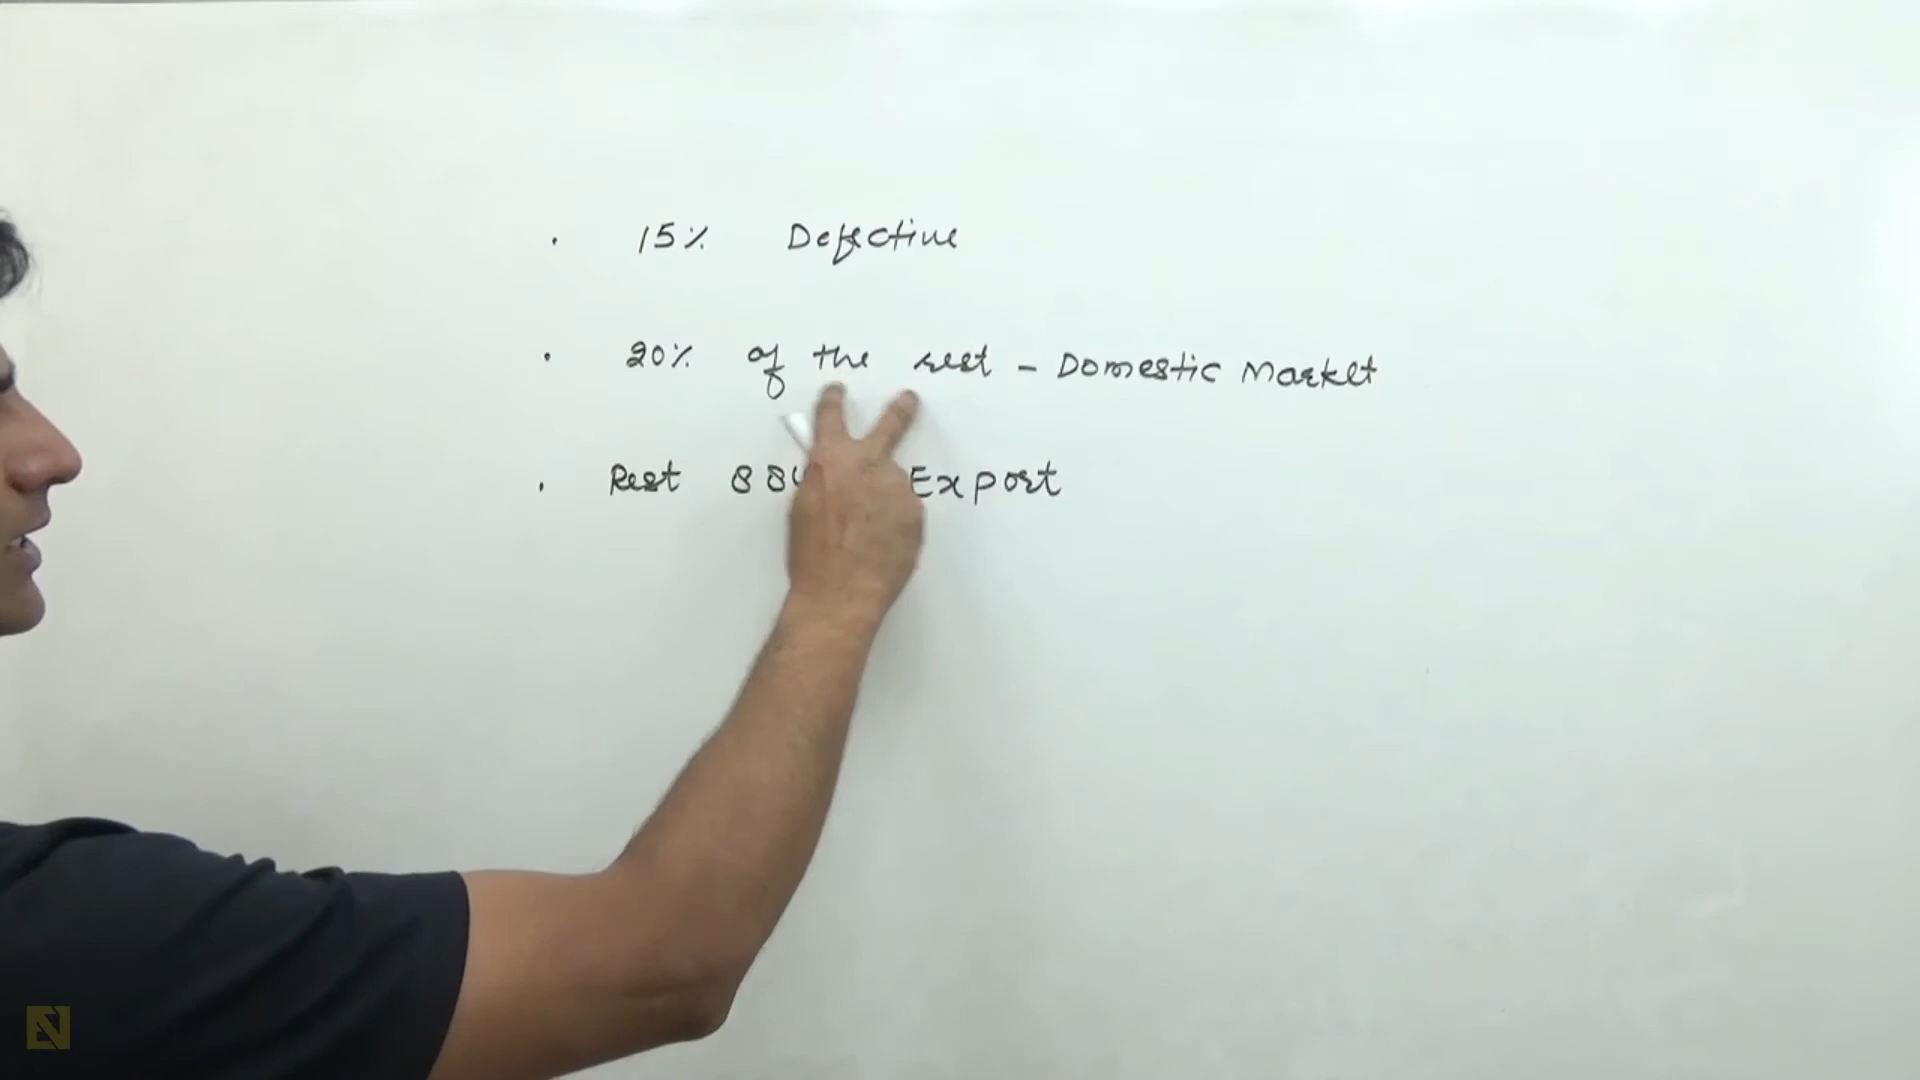 . 15% Defective
. 20% of the rest - Domestic Market
. Rest Export